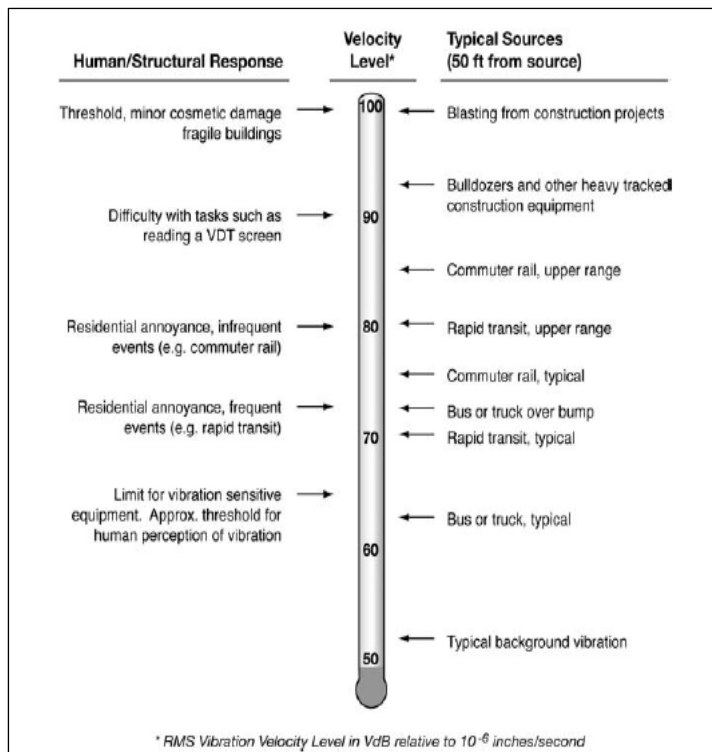 Human/Structural Response
Velocity
Level*
Typical Sources
(50 ft from source)
Threshold, minor cosmetic damage
fragile buildings
100
Blasting from construction projects
Bulldozers and other heavy tracked
construction equipment
Difficulty with tasks such as
reading a VDT screen
90
Commuter rail, upper range
Residential annoyance, infrequent
events (e.g. commuter rail)
80
Rapid transit, upper range
Commuter rail, typical
Residential annoyance, frequent
events (e.g. rapid transit)
Bus or truck over bump
70
Rapid transit, typical
Limit for vibration sensitive
equipment. Approx. threshold for
human perception of vibration
Bus or truck, typical
60
Typical background vibration
50
* RMS Vibration Velocity Level in VdB relative to 10⁻⁶ inches/second